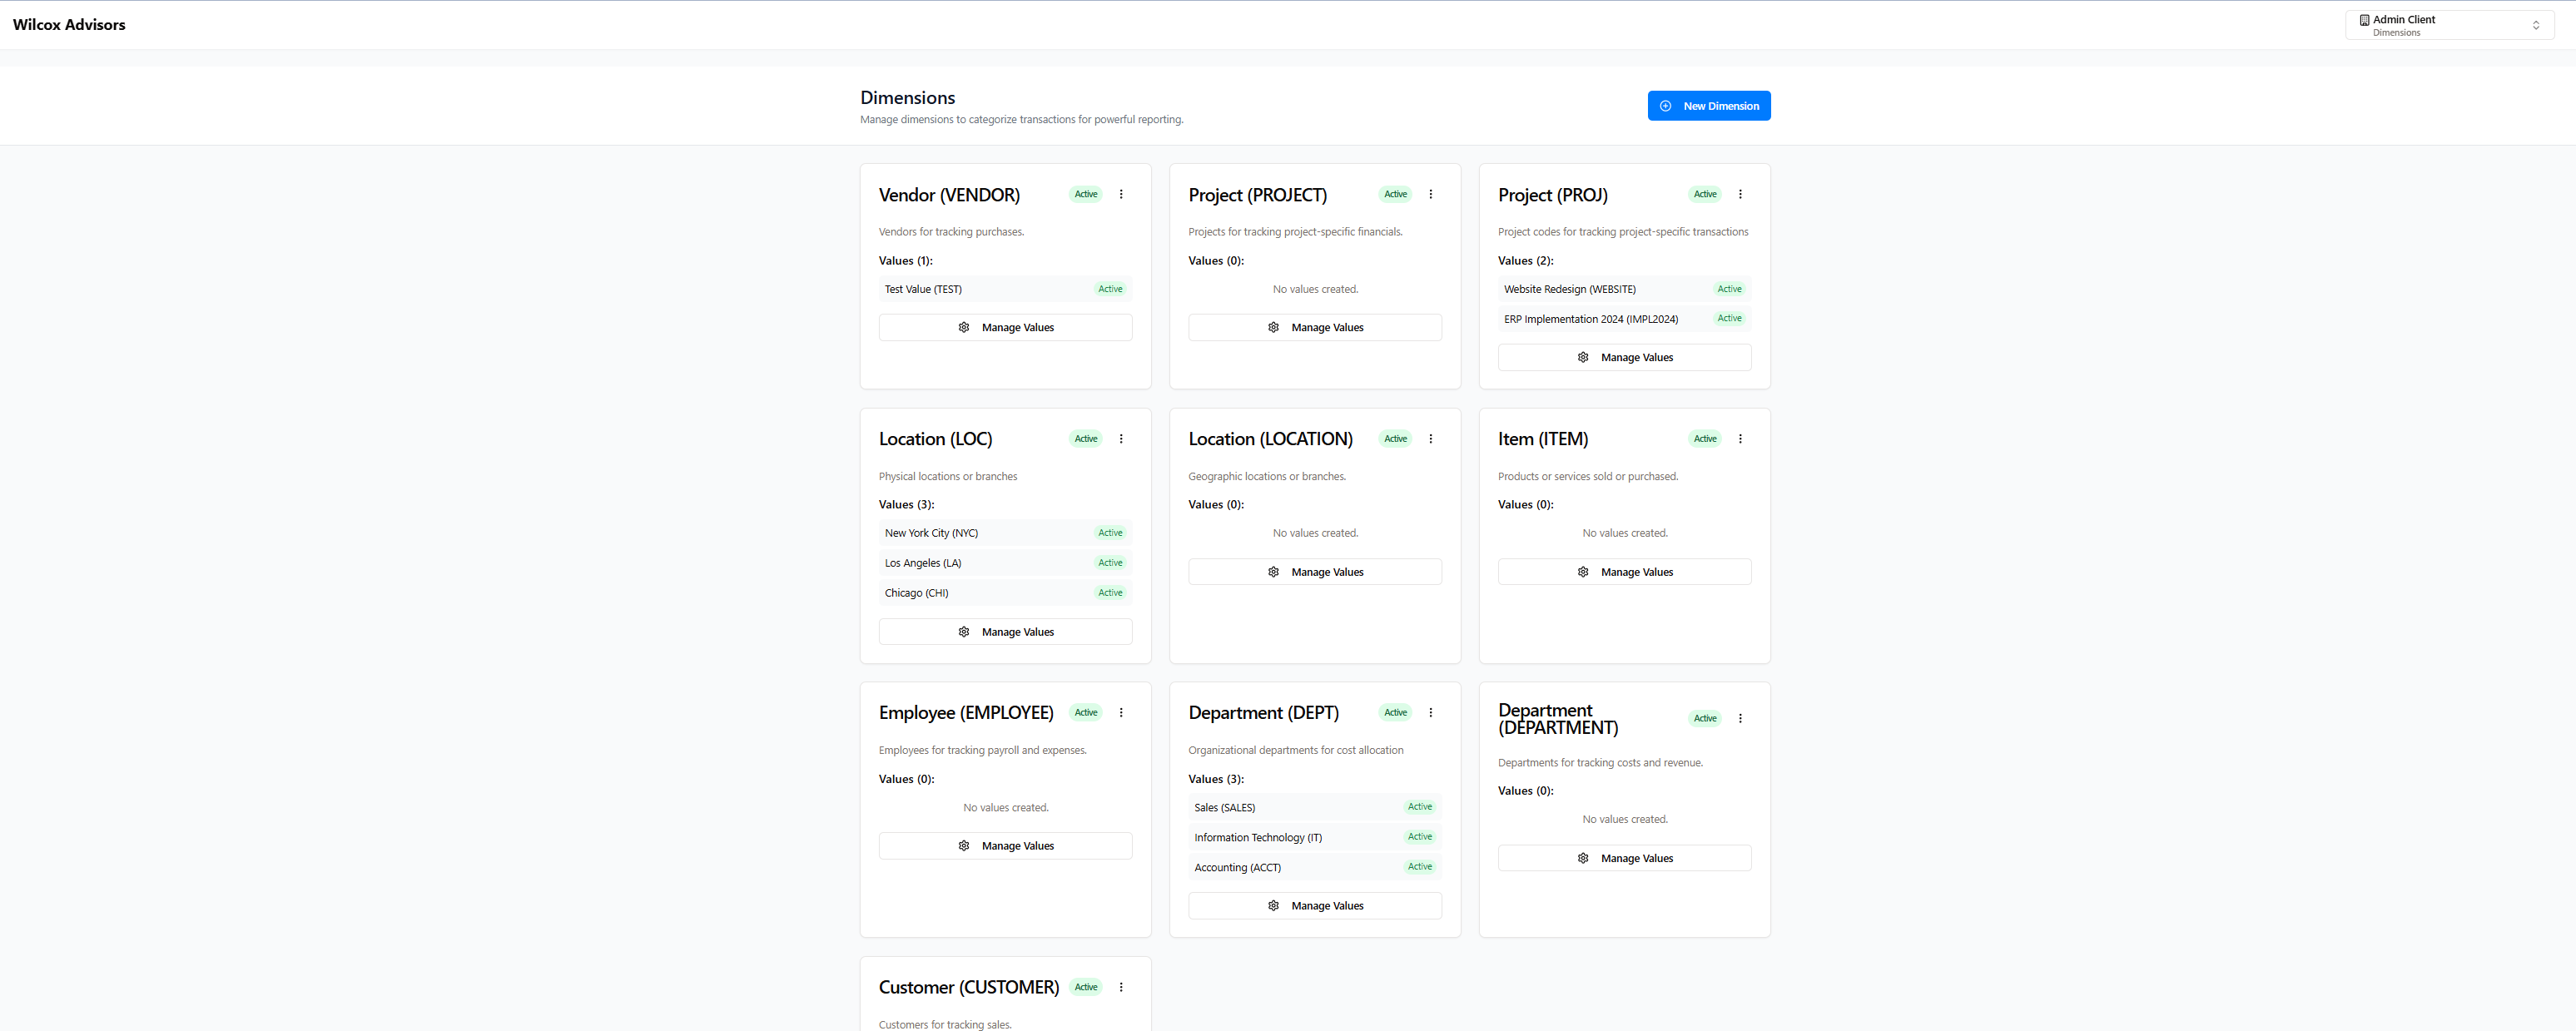 Wilcox Advisors
Admin Client
Dimensions
Dimensions
Manage dimensions to categorize transactions for powerful reporting.
New Dimension
Vendor (VENDOR)
Active
Vendors for tracking purchases.
Values (1):
Test Value (TEST)
Active
Manage Values
Project (PROJECT)
Active
Projects for tracking project-specific financials.
Values (0):
No values created.
Manage Values
Project (PROJ)
Active
Project codes for tracking project-specific transactions
Values (2):
Website Redesign (WEBSITE)
Active
ERP Implementation 2024 (IMPL2024)
Active
Manage Values
Location (LOC)
Active
Physical locations or branches
Values (3):
New York City (NYC)
Active
Los Angeles (LA)
Active
Chicago (CHI)
Active
Manage Values
Location (LOCATION)
Active
Geographic locations or branches.
Values (0):
No values created.
Manage Values
Item (ITEM)
Active
Products or services sold or purchased.
Values (0):
No values created.
Manage Values
Employee (EMPLOYEE)
Active
Employees for tracking payroll and expenses.
Values (0):
No values created.
Manage Values
Department (DEPT)
Active
Organizational departments for cost allocation
Values (3):
Sales (SALES)
Active
Information Technology (IT)
Active
Accounting (ACCT)
Active
Manage Values
Department
(DEPARTMENT)
Active
Departments for tracking costs and revenue.
Values (0):
No values created.
Manage Values
Customer (CUSTOMER)
Active
Customers for tracking sales.